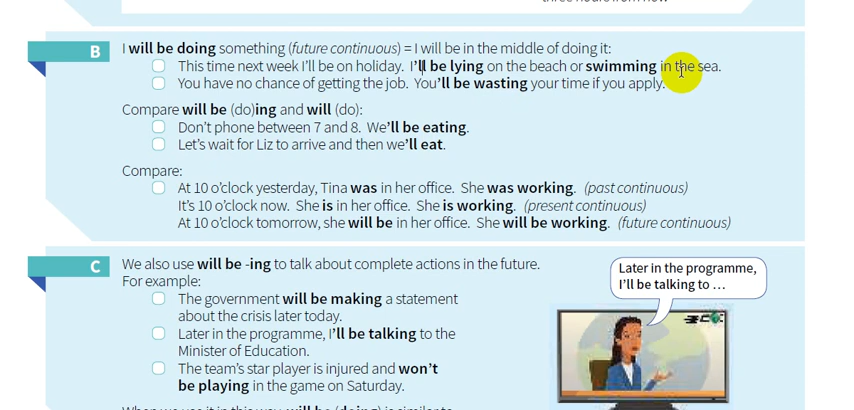 three hours from now
B
I will be doing something (future continuous) = I will be in the middle of doing it:
This time next week I'll be on holiday. I'll be lying on the beach or swimming in the sea.
You have no chance of getting the job. You'll be wasting your time if you apply.
Compare will be (do)ing and will (do):
Don't phone between 7 and 8. We'll be eating.
Let's wait for Liz to arrive and then we'll eat.
Compare:
At 10 o'clock yesterday, Tina was in her office. She was working. (past continuous)
It's 10 o'clock now. She is in her office. She is working. (present continuous)
At 10 o'clock tomorrow, she will be in her office. She will be working. (future continuous)
C
We also use will be -ing to talk about complete actions in the future.
For example:
The government will be making a statement
about the crisis later today.
Later in the programme, I'll be talking to the
Minister of Education.
The team's star player is injured and won't
be playing in the game on Saturday.
Later in the programme,
I'll be talking to …